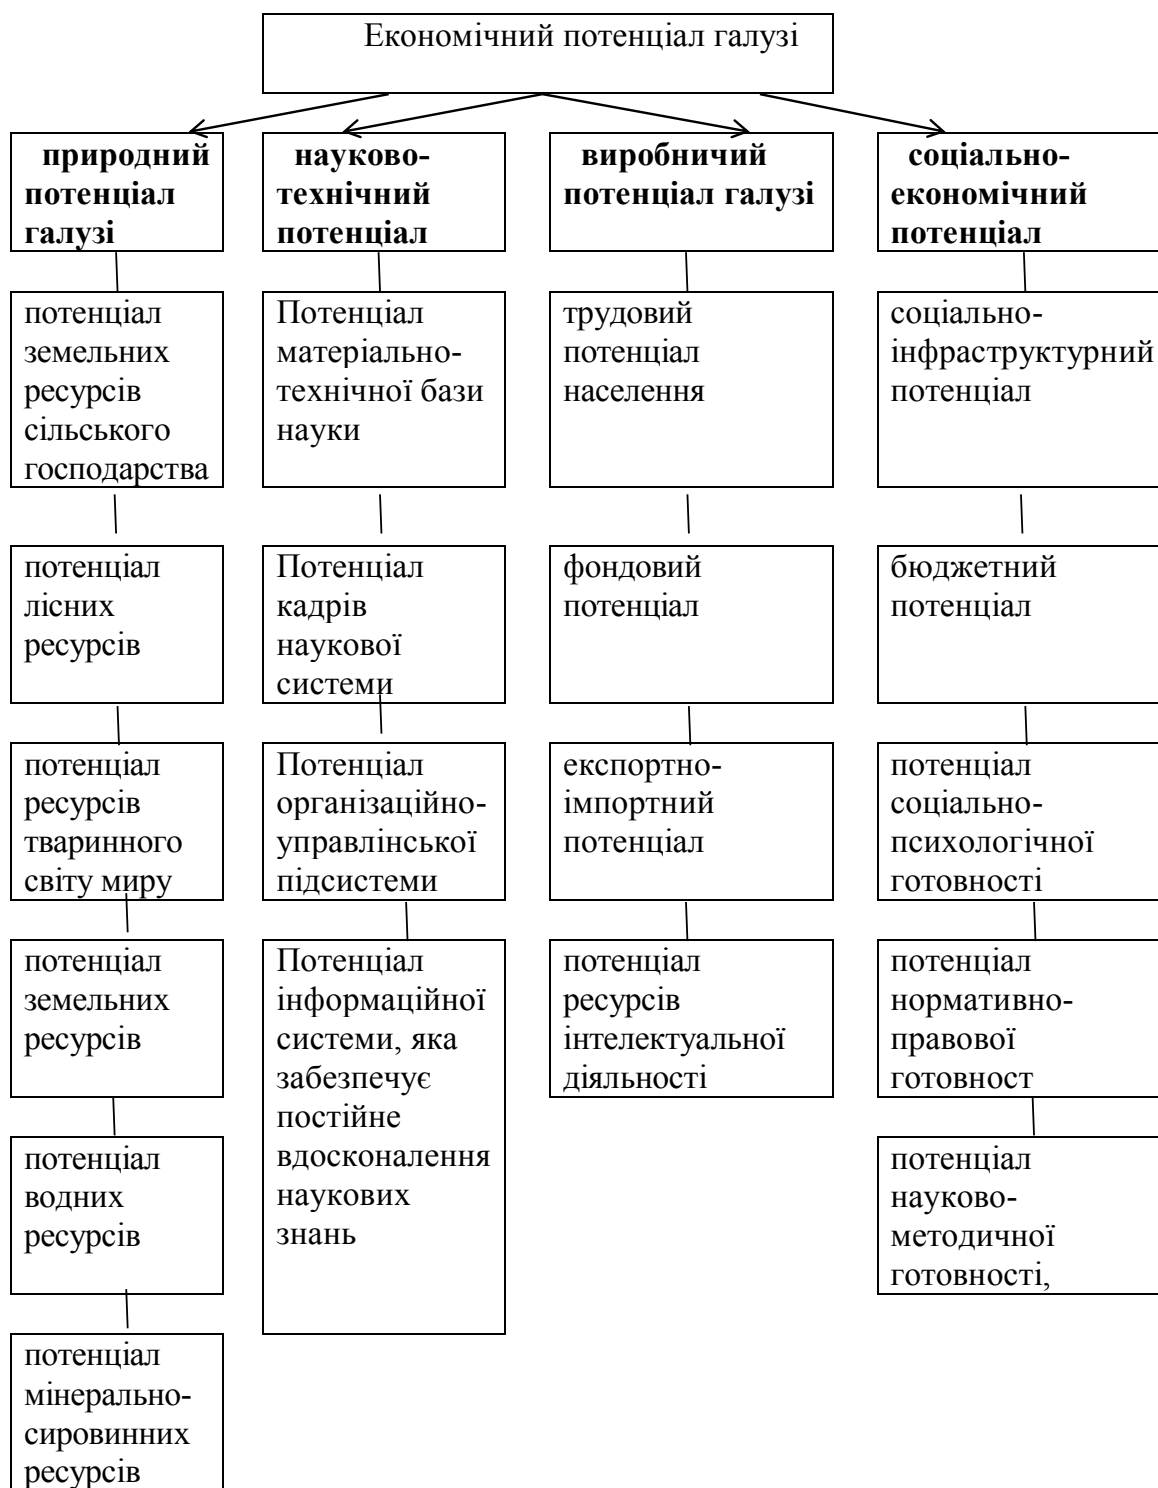 Економічний потенціал галузі
природний
потенціал
галузі
науково-
технічний
потенціал
виробничий
потенціал галузі
соціально-
економічний
потенціал
потенціал
земельних
ресурсів
сільського
господарства
Потенціал
матеріально-
технічної бази
науки
трудовий
потенціал
населення
соціально-
інфраструктурний
потенціал
потенціал
лісних
ресурсів
Потенціал
кадрів
наукової
системи
фондовий
потенціал
бюджетний
потенціал
потенціал
ресурсів
тваринного
світу миру
Потенціал
організаційно-
управлінської
підсистеми
експортно-
імпортний
потенціал
потенціал
соціально-
психологічної
готовності
потенціал
земельних
ресурсів
Потенціал
інформаційної
системи, яка
забезпечує
постійне
вдосконалення
наукових
знань
потенціал
ресурсів
інтелектуальної
діяльності
потенціал
нормативно-
правової
готовност
потенціал
водних
ресурсів
потенціал
науково-
методичної
готовності,
потенціал
мінерально-
сировинних
ресурсів